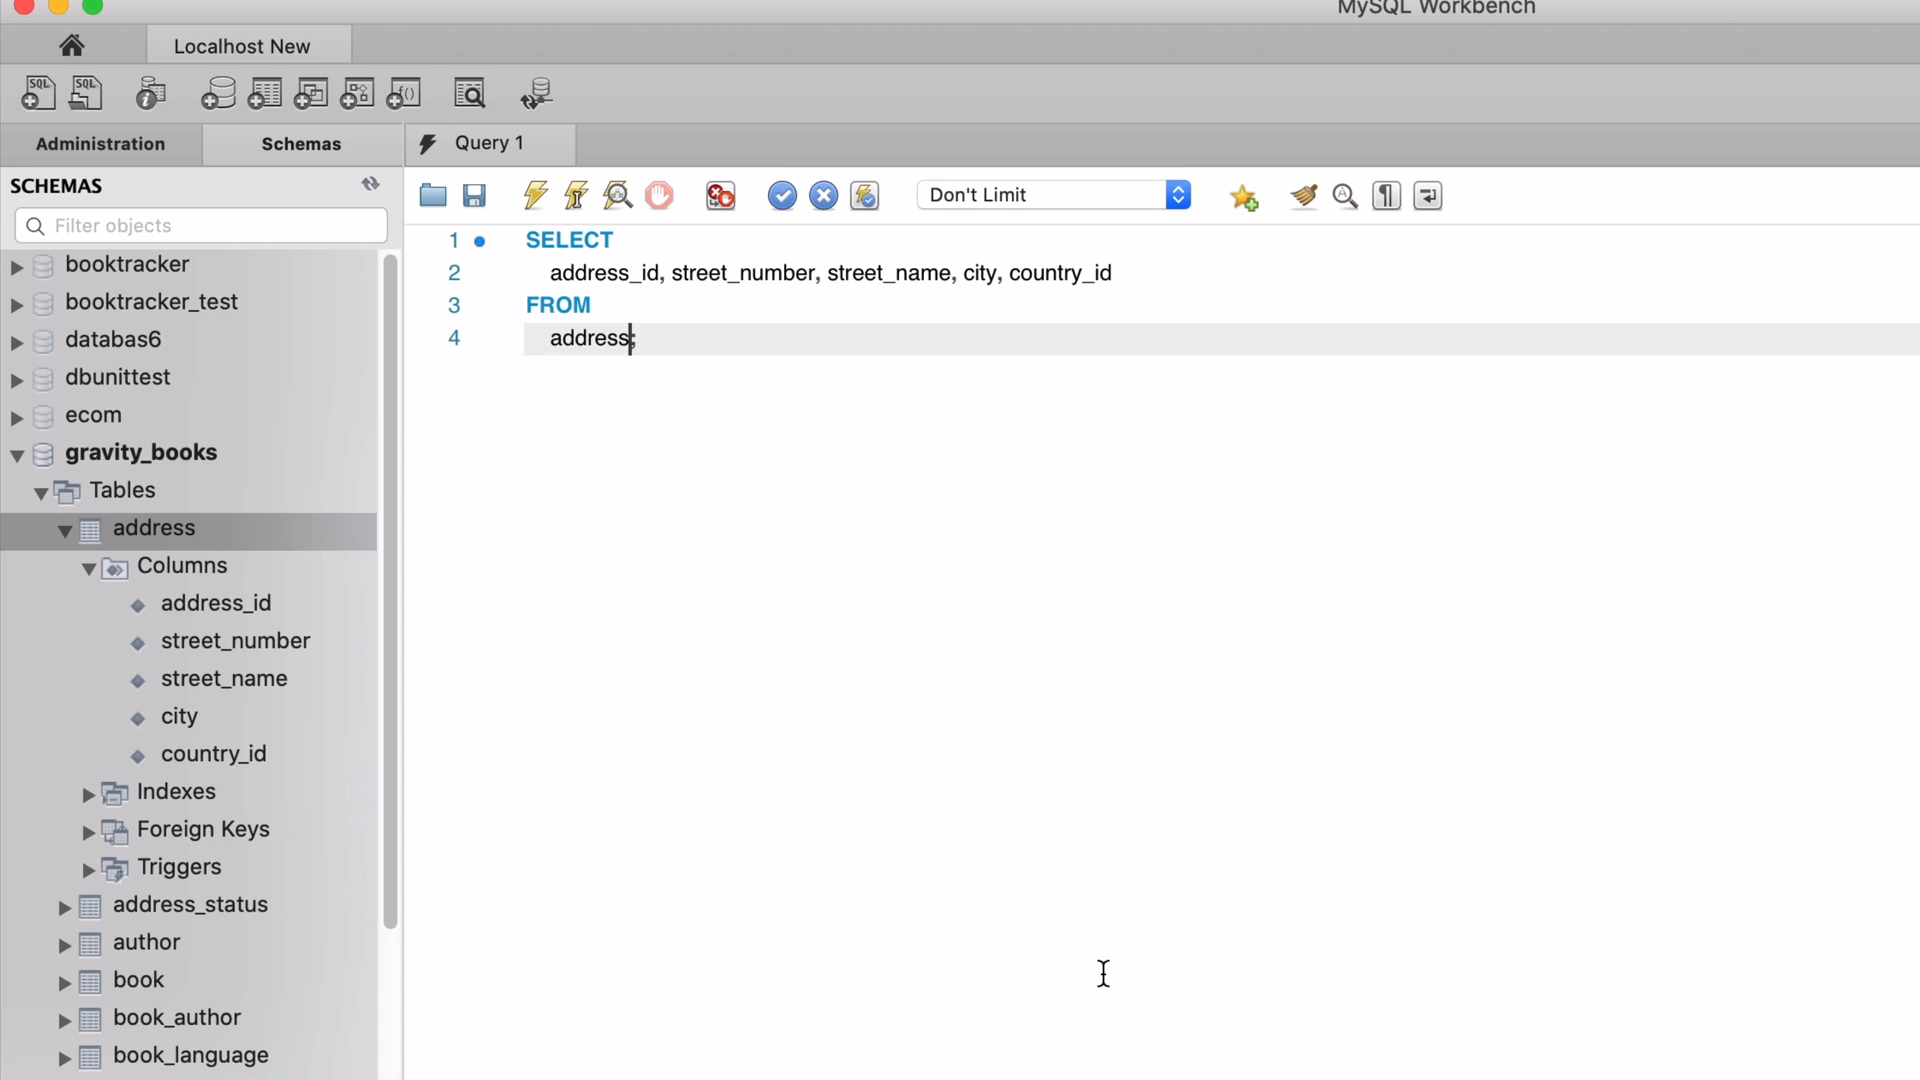 MySQL Workbench
Localhost New
SQL SQL f()
Administration Schemas Query 1
SCHEMAS
Filter objects
Don't Limit
booktracker
booktracker_test
databas6
dbunittest
ecom
gravity_books
Tables
address
Columns
address_id
street_number
street_name
city
country_id
Indexes
Foreign Keys
Triggers
address_status
author
book
book_author
book_language
1 SELECT
2 address_id, street_number, street_name, city, country_id
3 FROM
4 address;